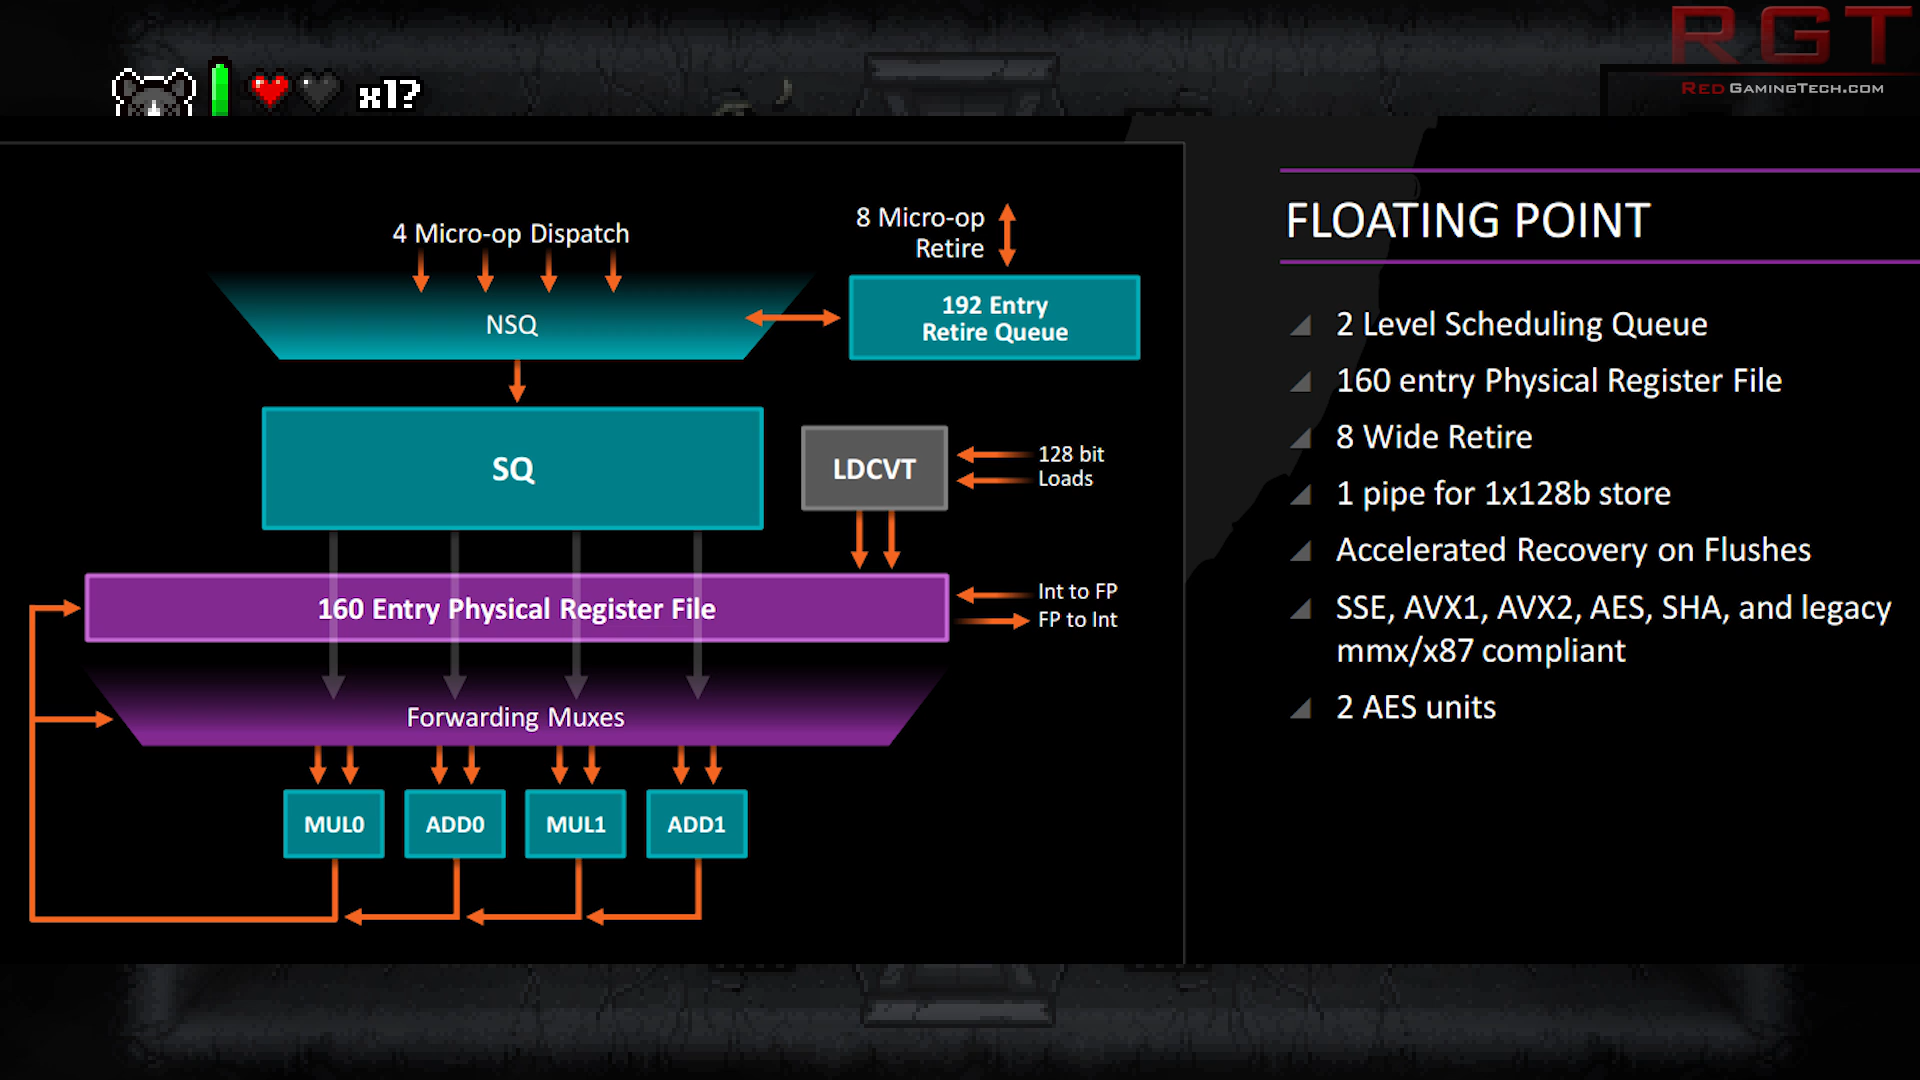 RGT
RED GAMINGTECH.COM
x1?
4 Micro-op Dispatch
8 Micro-op
Retire
NSQ
192 Entry
Retire Queue
SQ
LDCVT
128 bit
Loads
160 Entry Physical Register File
Int to FP
FP to Int
Forwarding Muxes
MUL0
ADD0
MUL1
ADD1
FLOATING POINT
2 Level Scheduling Queue
160 entry Physical Register File
8 Wide Retire
1 pipe for 1x128b store
Accelerated Recovery on Flushes
SSE, AVX1, AVX2, AES, SHA, and legacy
mmx/x87 compliant
2 AES units